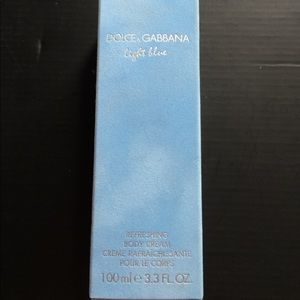 DOLCE & GABBANA
light blue
REFRESHING
BODY CREAM
CRÈME RAFRAÎCHISSANTE
POUR LE CORPS
100 ml e 3.3 FL.OZ.